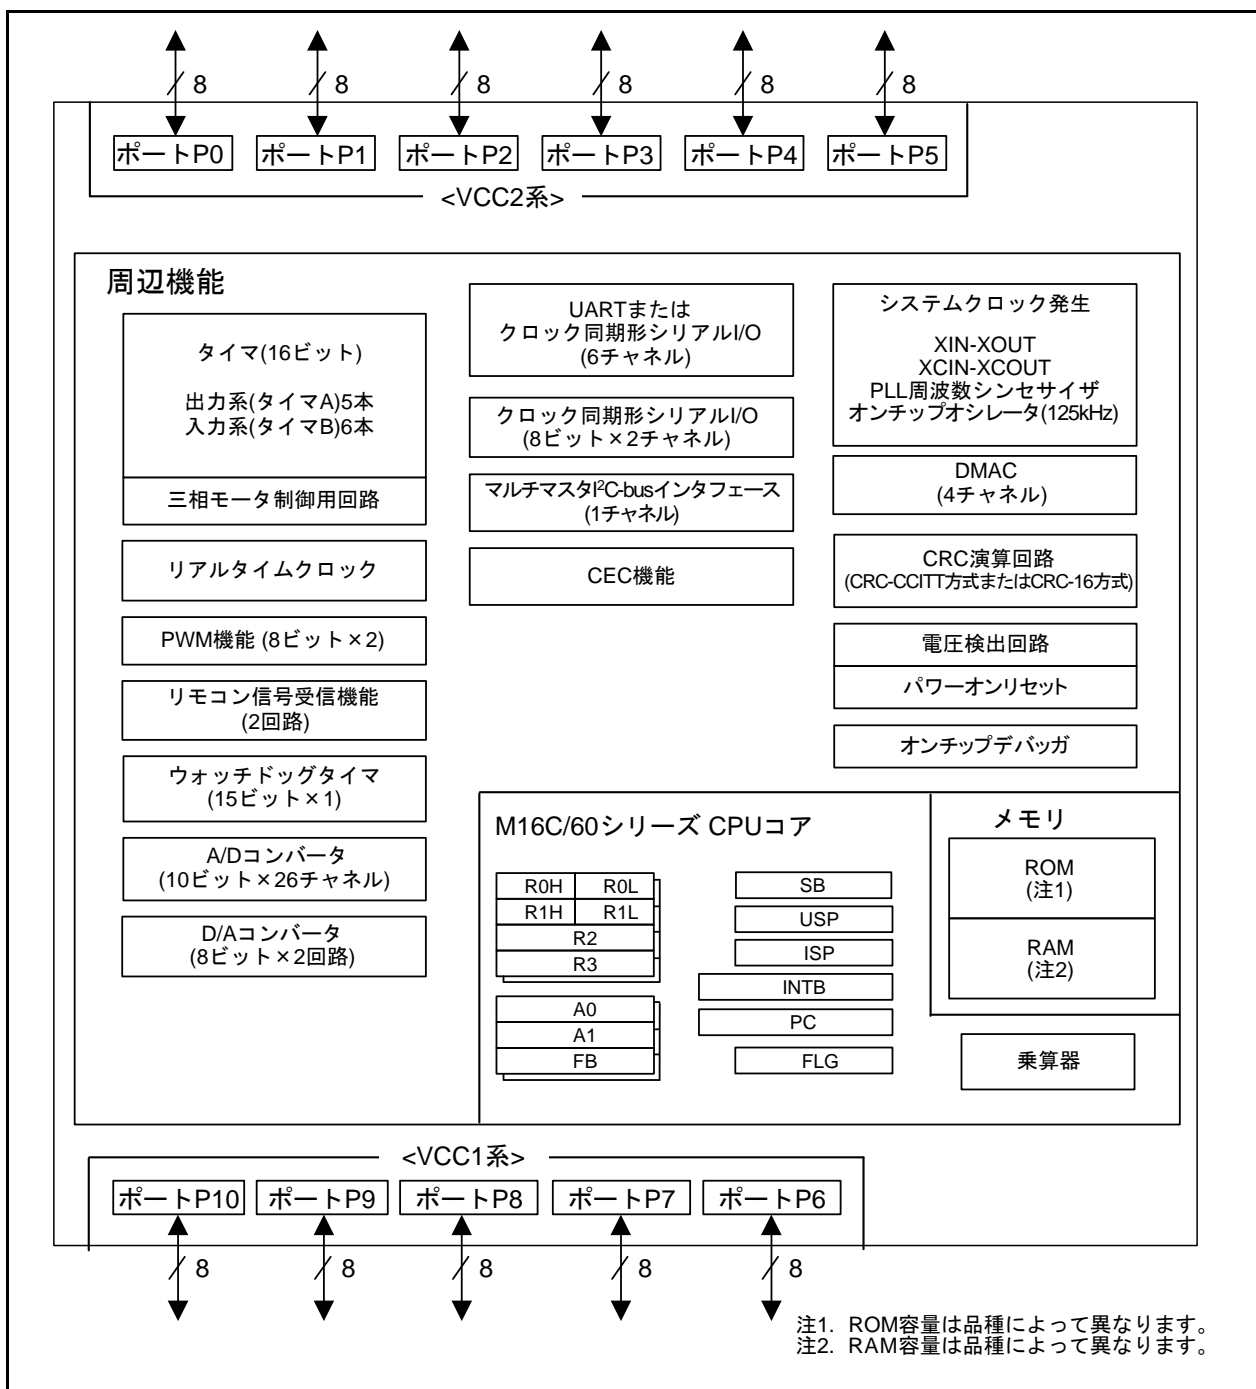 8 8 8 8 8 8
ポートP0 ポートP1 ポートP2 ポートP3 ポートP4 ポートP5
<VCC2系>
周辺機能
タイマ(16ビット)
出力系(タイマA)5本
入力系(タイマB)6本
三相モータ制御用回路
リアルタイムクロック
PWM機能 (8ビット×2)
リモコン信号受信機能
(2回路)
ウォッチドッグタイマ
(15ビット×1)
A/Dコンバータ
(10ビット×26チャネル)
D/Aコンバータ
(8ビット×2回路)
UARTまたは
クロック同期形シリアルI/O
(6チャネル)
クロック同期形シリアルI/O
(8ビット×2チャネル)
マルチマスタI²C-busインタフェース
(1チャネル)
CEC機能
システムクロック発生
XIN-XOUT
XCIN-XCOUT
PLL周波数シンセサイザ
オンチップオシレータ(125kHz)
DMAC
(4チャネル)
CRC演算回路
(CRC-CCITT方式またはCRC-16方式)
電圧検出回路
パワーオンリセット
オンチップデバッガ
M16C/60シリーズ CPUコア
R0H R0L
R1H R1L
R2
R3
A0
A1
FB
SB
USP
ISP
INTB
PC
FLG
メモリ
ROM
(注1)
RAM
(注2)
乗算器
<VCC1系>
ポートP10 ポートP9 ポートP8 ポートP7 ポートP6
8 8 8 8 8
注1. ROM容量は品種によって異なります。
注2. RAM容量は品種によって異なります。